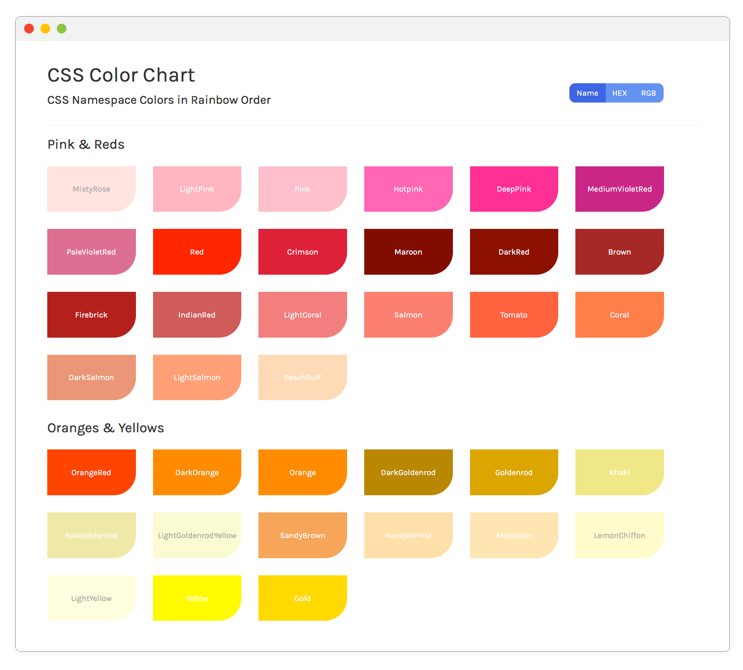 CSS Color Chart
CSS Namespace Colors in Rainbow Order
Name HEX RGB
Pink & Reds
MistyRose LightPink Pink Hotpink DeepPink MediumVioletRed
PaleVioletRed Red Crimson Maroon DarkRed Brown
Firebrick IndianRed LightCoral Salmon Tomato Coral
DarkSalmon LightSalmon PeachPuff
Oranges & Yellows
OrangeRed DarkOrange Orange DarkGoldenrod Goldenrod Khaki
PaleGoldenrod LightGoldenrodYellow SandyBrown NavajoWhite Moccasin LemonChiffon
LightYellow Yellow Gold